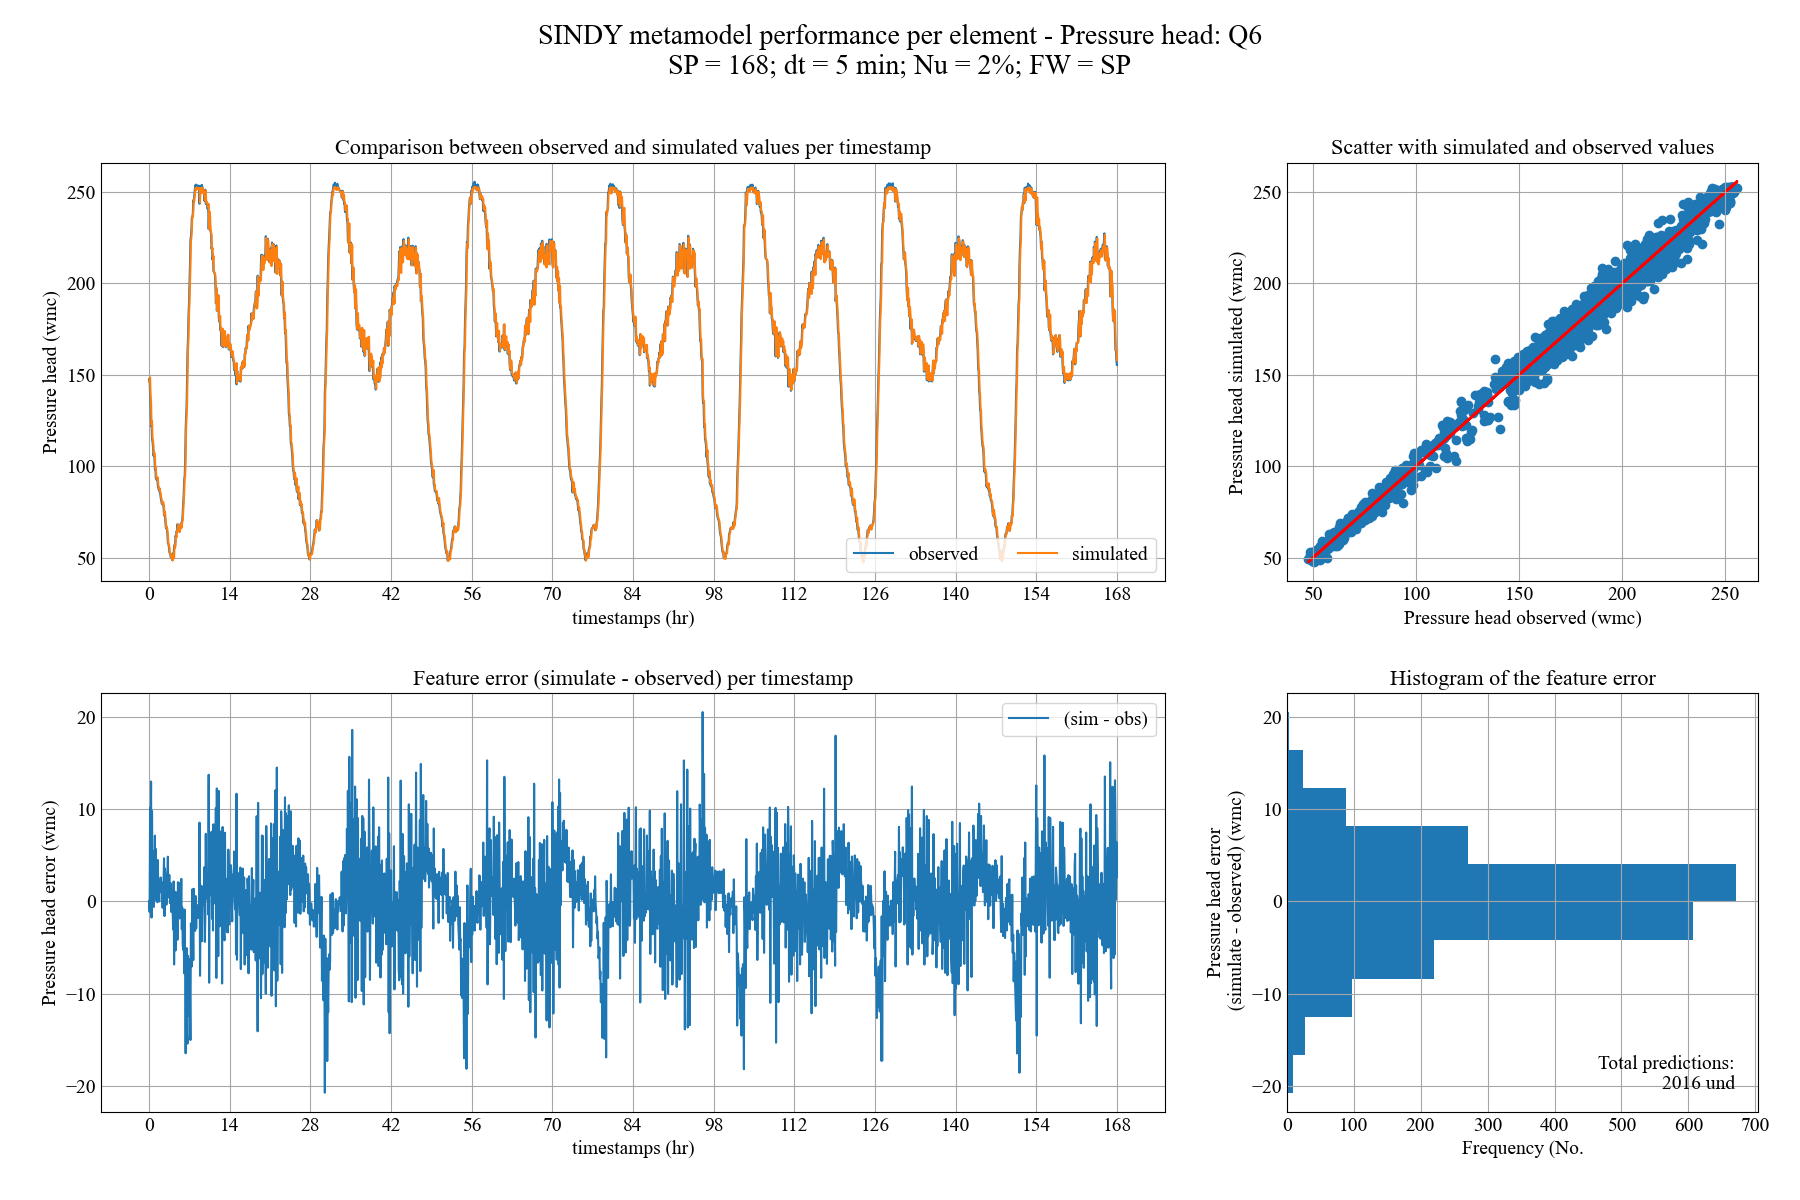 SINDY metamodel performance per element - Pressure head: Q6
SP = 168; dt = 5 min; Nu = 2%; FW = SP
Comparison between observed and simulated values per timestamp
Pressure head (wmc)
250
200
150
100
50
observed
simulated
0 14 28 42 56 70 84 98 112 126 140 154 168
timestamps (hr)
Scatter with simulated and observed values
Pressure head simulated (wmc)
250
200
150
100
50
50 100 150 200 250
Pressure head observed (wmc)
Feature error (simulate - observed) per timestamp
Pressure head error (wmc)
20
10
0
−10
−20
(sim - obs)
0 14 28 42 56 70 84 98 112 126 140 154 168
timestamps (hr)
Histogram of the feature error
Pressure head error
(simulate - observed) (wmc)
20
10
0
−10
−20
Total predictions:
2016 und
0 100 200 300 400 500 600 700
Frequency (No.